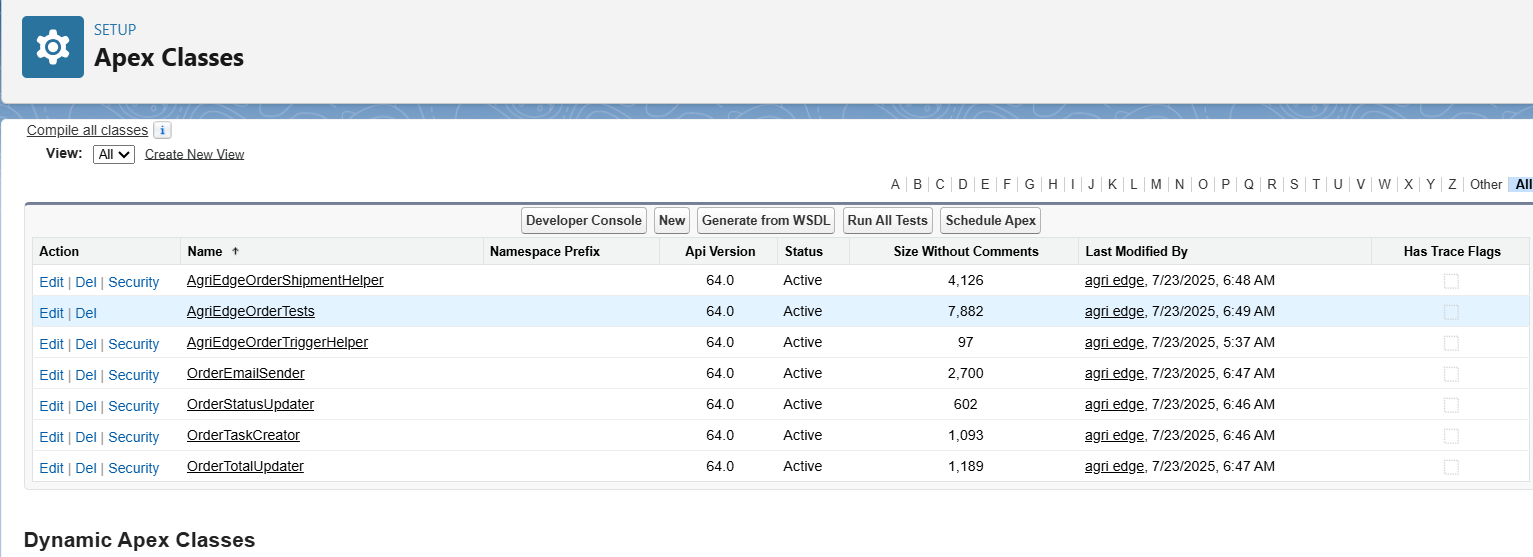 SETUP
Apex Classes
Compile all classes i
View: All Create New View
A | B | C | D | E | F | G | H | I | J | K | L | M | N | O | P | Q | R | S | T | U | V | W | X | Y | Z | Other | All
Developer Console New Generate from WSDL Run All Tests Schedule Apex
Action Name ↑ Namespace Prefix Api Version Status Size Without Comments Last Modified By Has Trace Flags
Edit | Del | Security AgriEdgeOrderShipmentHelper 64.0 Active 4,126 agri edge, 7/23/2025, 6:48 AM
Edit | Del AgriEdgeOrderTests 64.0 Active 7,882 agri edge, 7/23/2025, 6:49 AM
Edit | Del | Security AgriEdgeOrderTriggerHelper 64.0 Active 97 agri edge, 7/23/2025, 5:37 AM
Edit | Del | Security OrderEmailSender 64.0 Active 2,700 agri edge, 7/23/2025, 6:47 AM
Edit | Del | Security OrderStatusUpdater 64.0 Active 602 agri edge, 7/23/2025, 6:46 AM
Edit | Del | Security OrderTaskCreator 64.0 Active 1,093 agri edge, 7/23/2025, 6:46 AM
Edit | Del | Security OrderTotalUpdater 64.0 Active 1,189 agri edge, 7/23/2025, 6:47 AM
Dynamic Apex Classes